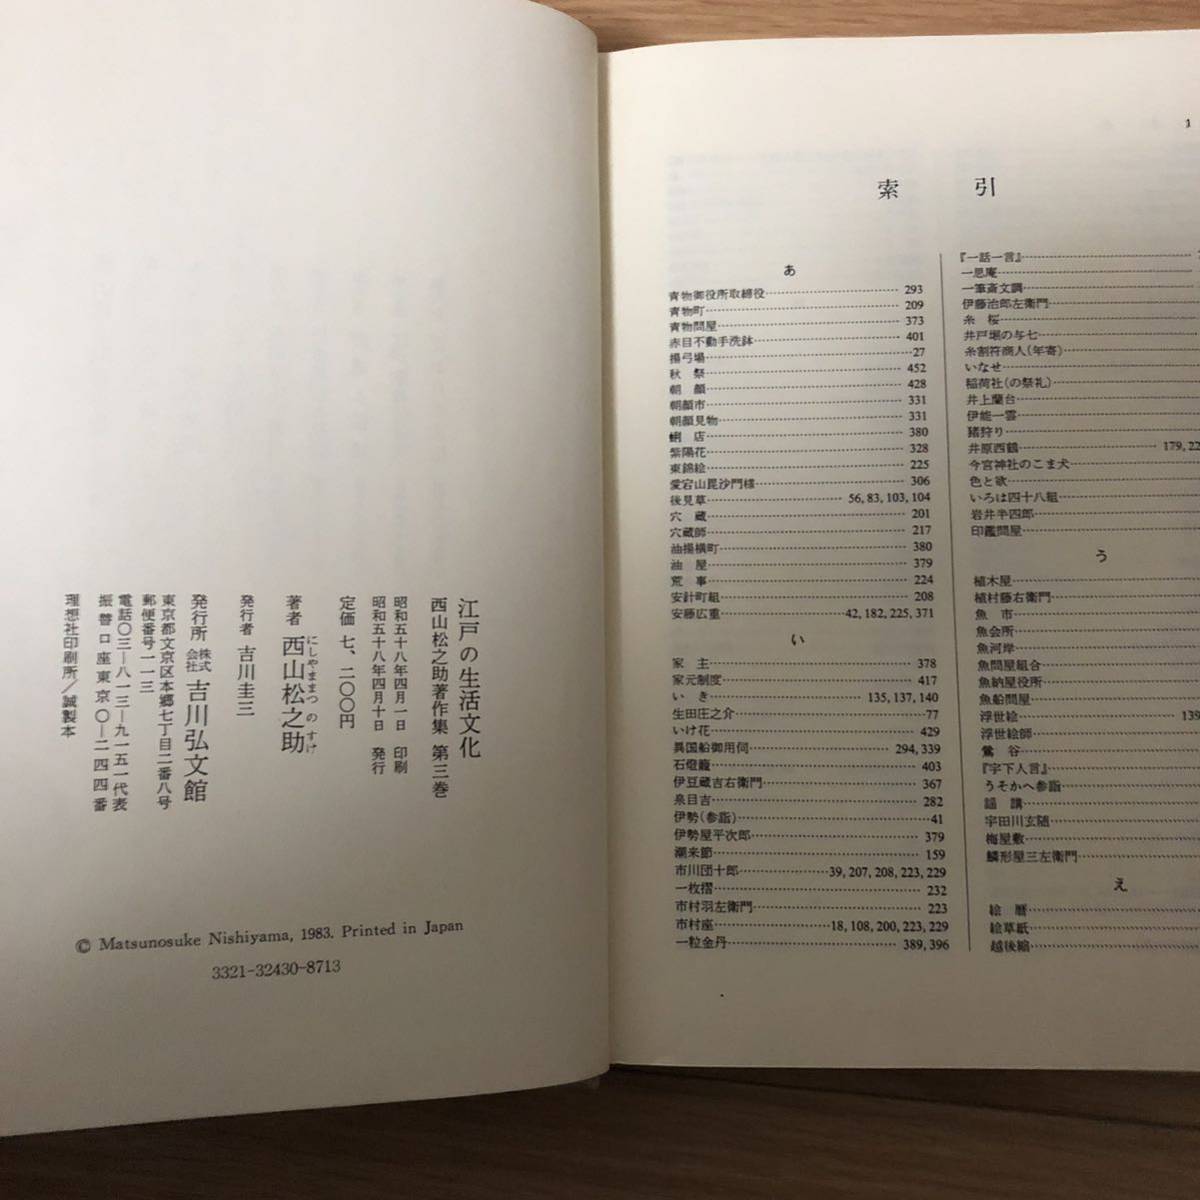 江戸の生活文化
西山松之助著作集 第三巻
昭和五十八年四月一日 印刷
昭和五十八年四月十日 発行
定価 七、二〇〇円
著者 西山松之助
にしやままつのすけ
発行者 吉川圭三
発行所 株式会社 吉川弘文館
東京都文京区本郷七丁目二番八号
郵便番号一一三
電話〇三―八一三―九一五一代表
振替口座東京〇―二四四番
理想社印刷所/誠製本
© Matsunosuke Nishiyama, 1983. Printed in Japan
3321-32430-8713
1
索 引
あ
青物御役所取締役 293
青物町 209
青物問屋 373
赤目不動手洗鉢 401
揚弓場 27
秋祭 452
朝顔 428
朝顔市 331
朝顔見物 331
店 380
紫陽花 328
東錦絵 225
愛宕山毘沙門様 306
後見草 56, 83, 103, 104
穴蔵 201
穴蔵師 217
油揚横町 380
油屋 379
荒事 224
安針町組 208
安藤広重 42, 182, 225, 371
い
家主 378
家元制度 417
いき 135, 137, 140
生田庄之介 77
いけ花 429
異国船御用伺 294, 339
石燈籠 403
伊豆蔵吉右衛門 367
泉目吉 282
伊勢(参詣) 41
伊勢屋平次郎 379
潮来節 159
市川団十郎 39, 207, 208, 223, 229
一枚摺 232
市村羽左衛門 223
市村座 18, 108, 200, 223, 229
一粒金丹 389, 396
『一話一言』
一思庵
一筆斎文調
伊藤治郎左衛門
糸桜
井戸堀の与七
糸割符商人(年寄)
いなせ
稲荷社(の祭礼)
井上蘭台
伊能一雲
猪狩り
井原西鶴 179, 22
今宮神社のこま犬
色と欲
いろは四十八組
岩井半四郎
印鑑問屋
う
植木屋
植村藤右衛門
魚市
魚会所
魚河岸
魚問屋組合
魚納屋役所
魚船問屋
浮世絵 139
浮世絵師
鶯谷
『宇下人言』
うそかへ参詣
謡講
宇田川玄随
梅屋敷
鱗形屋三左衛門
え
絵暦
絵草紙
越後縮